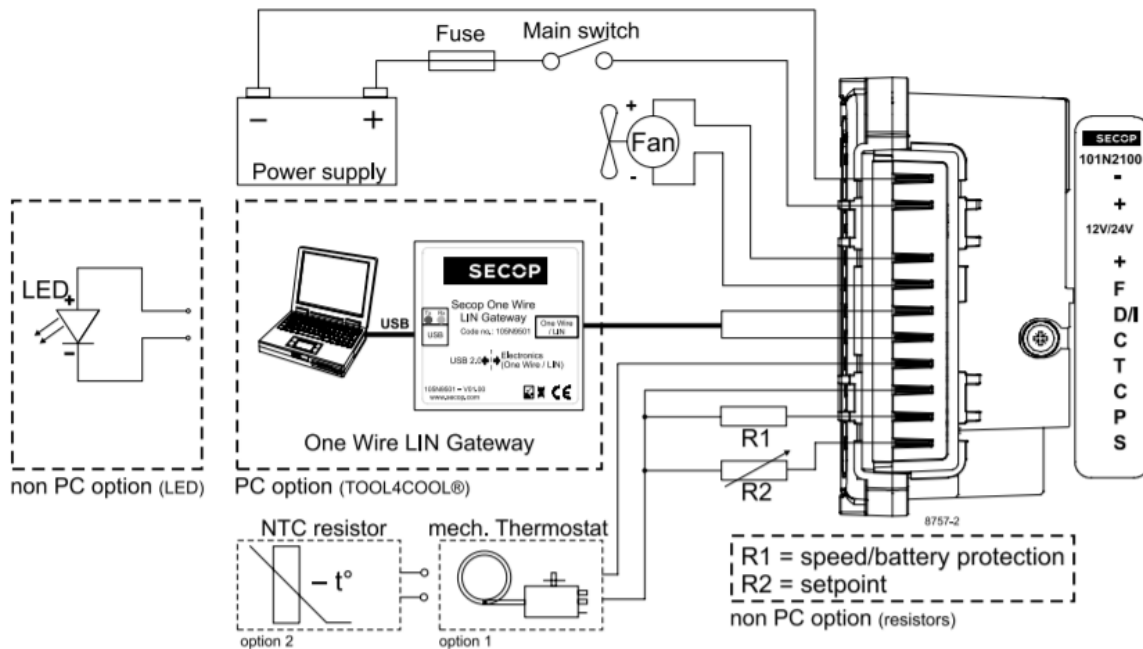 Fuse
Main switch
− +
Power supply
+
Fan
-
SECOP
101N2100
-
+
12V/24V
+
F
D/I
C
T
C
P
S
LED
+
−
non PC option (LED)
USB
SECOP
Secop One Wire
LIN Gateway
Code no.: 105N9501
USB
One Wire
/ LIN
USB 2.0
Electronics
(One Wire / LIN)
105N9501 – V01.00
www.secop.com
CE
One Wire LIN Gateway
PC option (TOOL4COOL®)
R1
R2
8757-2
NTC resistor
− t°
option 2
mech. Thermostat
option 1
R1 = speed/battery protection
R2 = setpoint
non PC option (resistors)